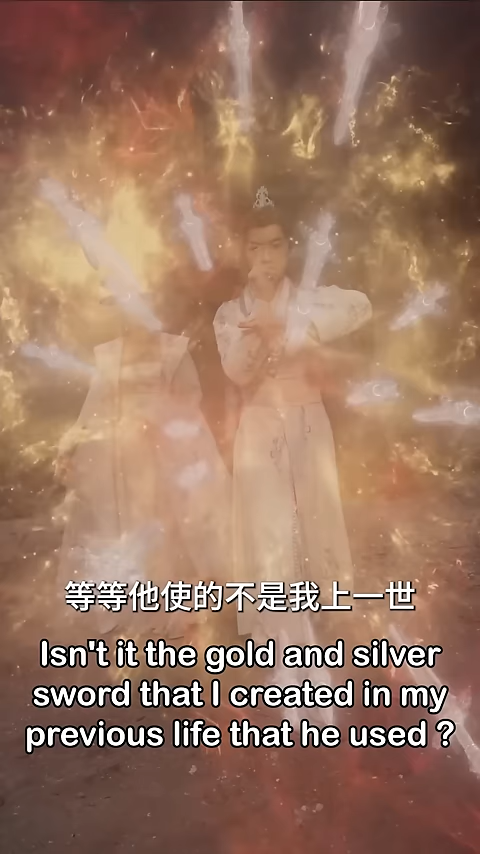 等等他使的不是我上一世
Isn't it the gold and silver
sword that I created in my
previous life that he used ?